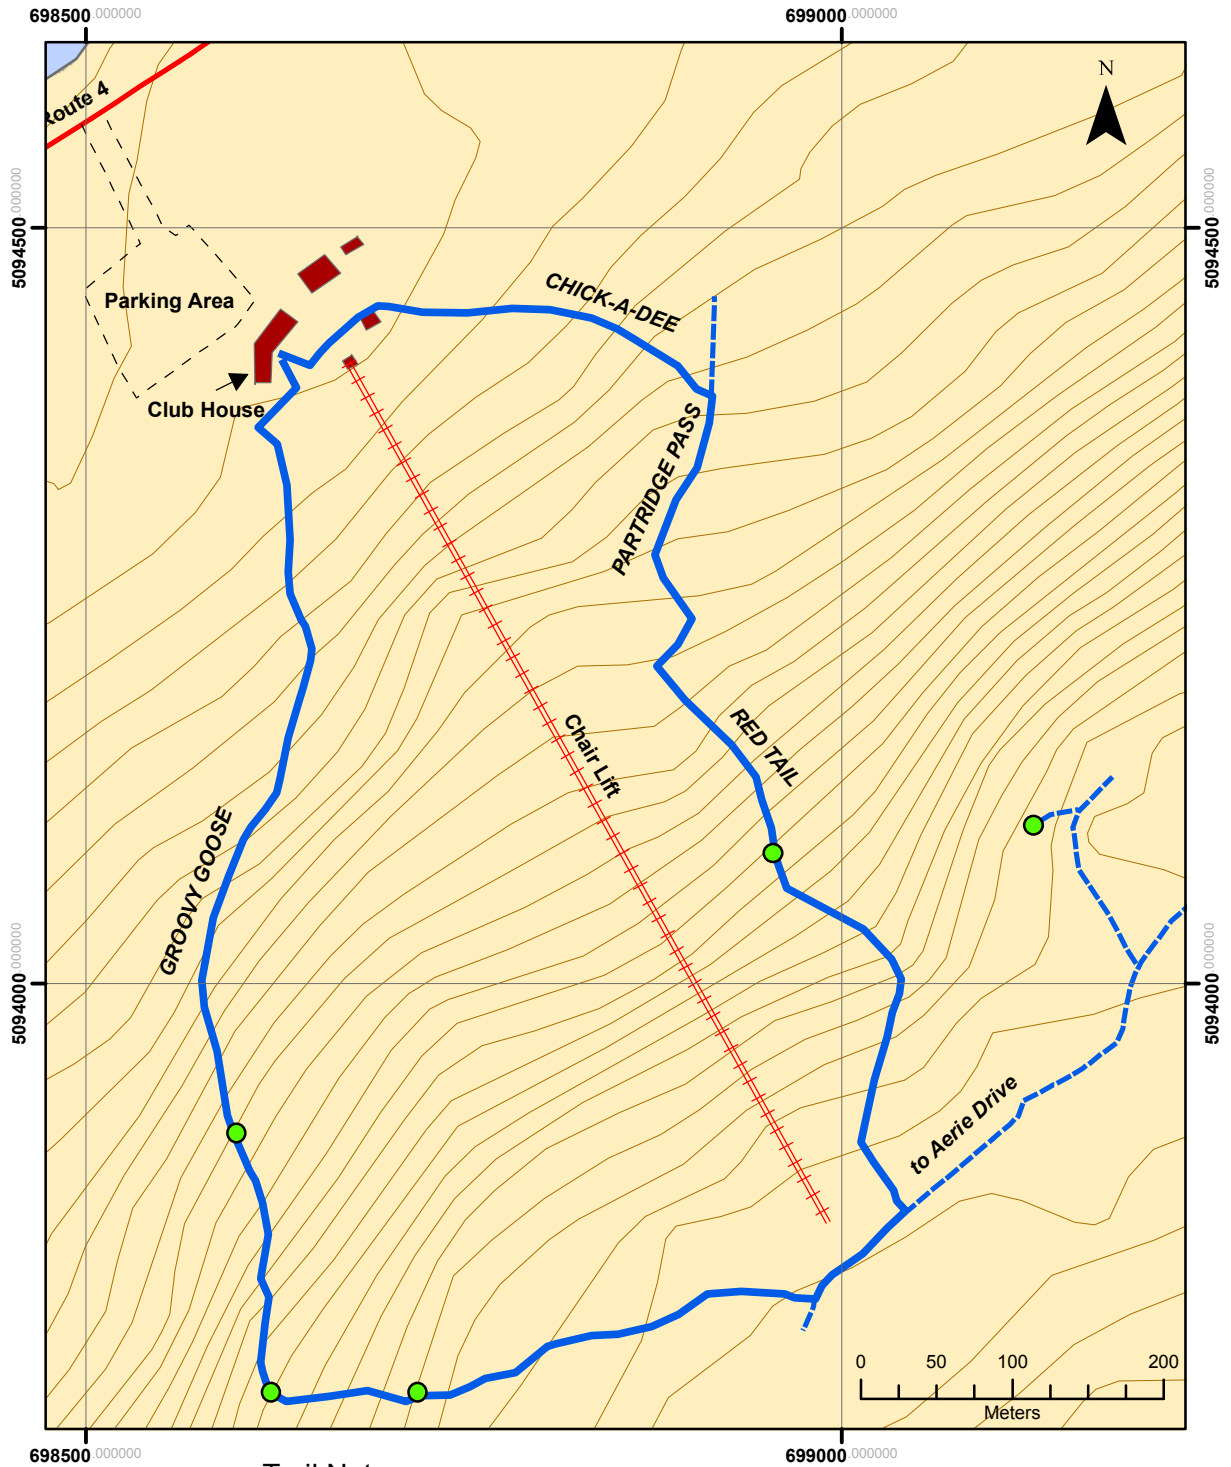 698500.000000
699000.000000
N
Route 4
5094500.000000
5094500.000000
CHICK-A-DEE
Parking Area
Club House
PARTRIDGE PASS
RED TAIL
Chair Lift
GROOVY GOOSE
5094000.000000
5094000.000000
to Aerie Drive
0 50 100 200
Meters
698500.000000
699000.000000